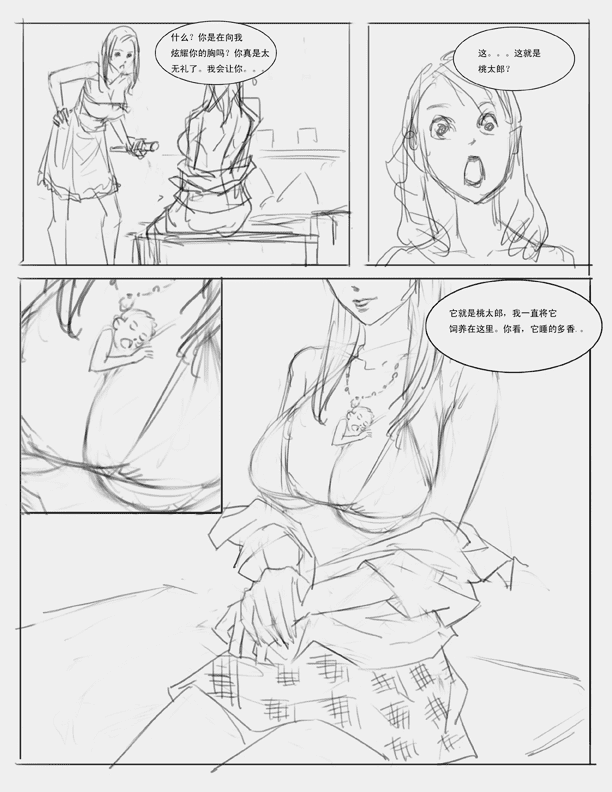 什么？你是在向我
炫耀你的胸吗？你真是太
无礼了。我会让你。。。
这。。。这就是
桃太郎？
它就是桃太郎，我一直将它
饲养在这里。你看，它睡的多香。。